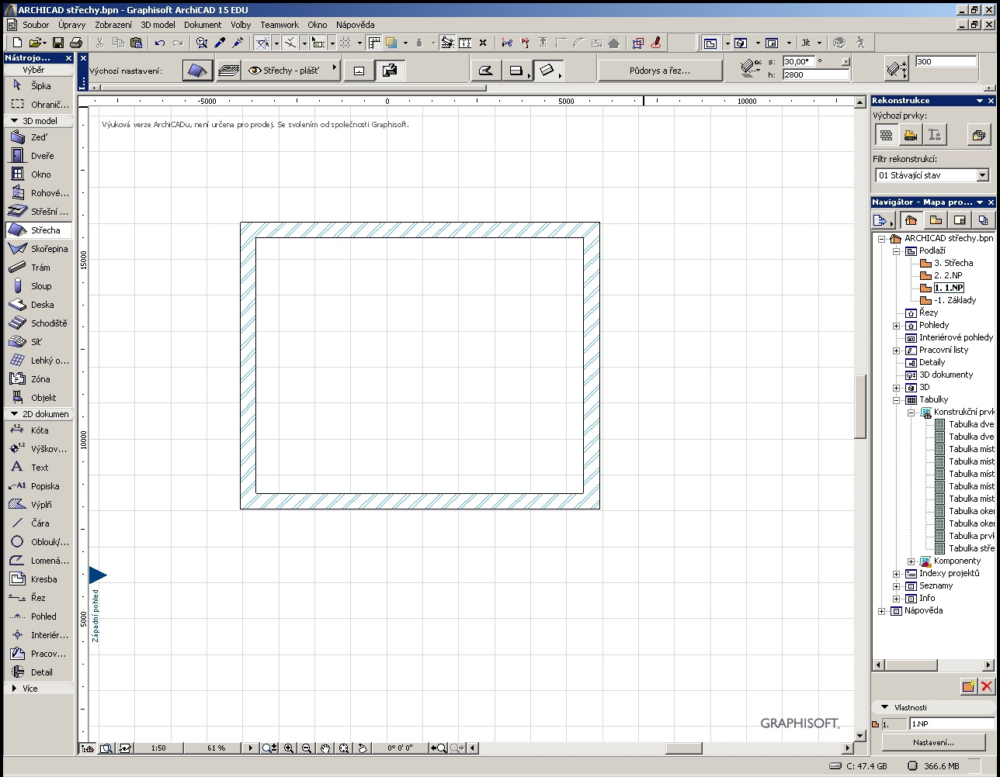 ARCHICAD střechy.bpn - Graphisoft ArchiCAD 15 EDU
Soubor Úpravy Zobrazení 3D model Dokument Volby Teamwork Okno Nápověda
Nástrojo...
Výběr
Šipka
Ohranič...
3D model
Zeď
Dveře
Okno
Rohové...
Střešní ...
Střecha
Skořepina
Trám
Sloup
Deska
Schodiště
Síť
Lehký o...
Zóna
Objekt
2D dokumen
Kóta
Výškov...
Text
Popiska
Výplň
Čára
Oblouk/...
Lomená...
Kresba
Řez
Pohled
Interiér...
Pracov...
Detail
Více
Výchozí nastavení:
Střechy - plášť
Půdorys a řez...
s: 30,00° °
h: 2800
300
-5000 0 5000 10000
15000
10000
5000
Výuková verze ArchiCADu, není určena pro prodej. Se svolením od společnosti Graphisoft.
Západní pohled
GRAPHISOFT.
1:50
61 %
0° 0' 0"
Rekonstrukce
Výchozí prvky:
Filtr rekonstrukcí:
01 Stávající stav
Navigátor - Mapa pro...
ARCHICAD střechy.bpn
Podlaží
3. Střecha
2. 2.NP
1. 1.NP
-1. Základy
Řezy
Pohledy
Interiérové pohledy
Pracovní listy
Detaily
3D dokumenty
3D
Tabulky
Konstrukční prvk
Tabulka dve
Tabulka dve
Tabulka míst
Tabulka míst
Tabulka míst
Tabulka míst
Tabulka míst
Tabulka oken
Tabulka oken
Tabulka prvk
Tabulka stře
Komponenty
Indexy projektů
Seznamy
Info
Nápověda
Vlastnosti
1. 1.NP
Nastavení...
C: 47.4 GB
366.6 MB